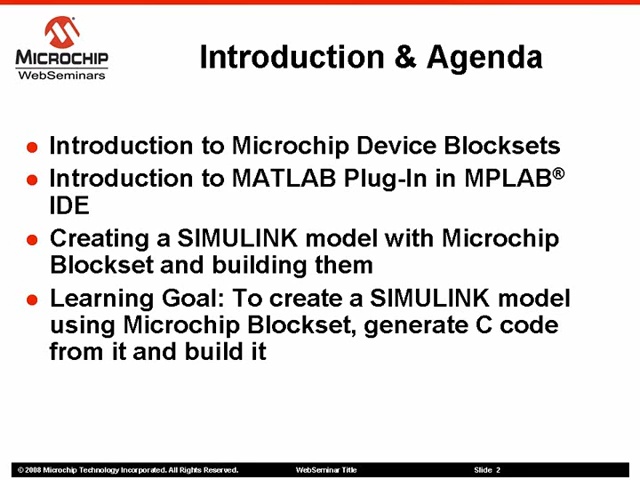 MICROCHIP
WebSeminars
Introduction & Agenda
● Introduction to Microchip Device Blocksets
● Introduction to MATLAB Plug-In in MPLAB®
IDE
● Creating a SIMULINK model with Microchip
Blockset and building them
● Learning Goal: To create a SIMULINK model
using Microchip Blockset, generate C code
from it and build it
© 2008 Microchip Technology Incorporated. All Rights Reserved. WebSeminar Title Slide 2